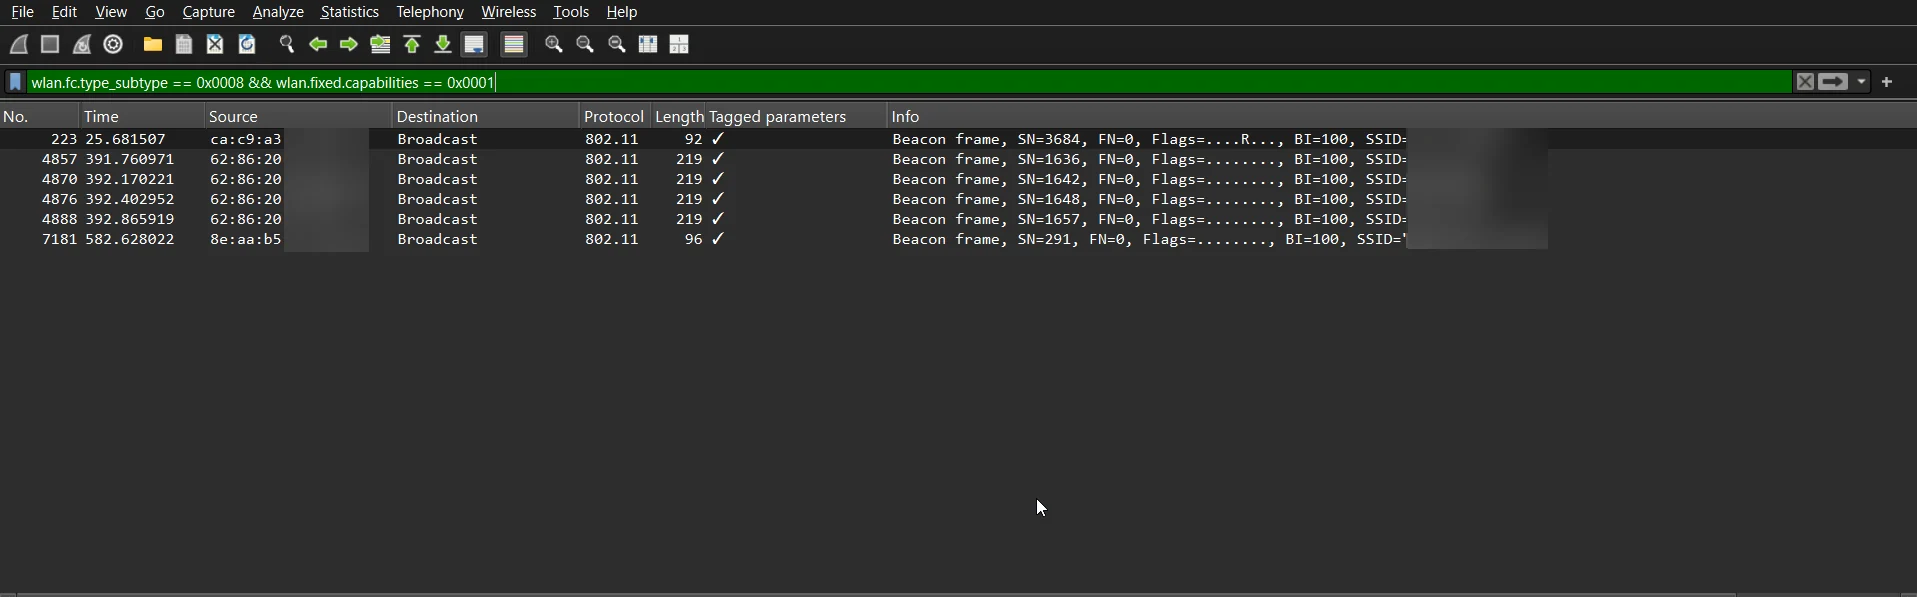 File Edit View Go Capture Analyze Statistics Telephony Wireless Tools Help
wlan.fc.type_subtype == 0x0008 && wlan.fixed.capabilities == 0x0001
No. Time Source Destination Protocol Length Tagged parameters Info
223 25.681507 ca:c9:a3 Broadcast 802.11 92 ✓ Beacon frame, SN=3684, FN=0, Flags=....R..., BI=100, SSID=
4857 391.760971 62:86:20 Broadcast 802.11 219 ✓ Beacon frame, SN=1636, FN=0, Flags=........, BI=100, SSID=
4870 392.170221 62:86:20 Broadcast 802.11 219 ✓ Beacon frame, SN=1642, FN=0, Flags=........, BI=100, SSID=
4876 392.402952 62:86:20 Broadcast 802.11 219 ✓ Beacon frame, SN=1648, FN=0, Flags=........, BI=100, SSID=
4888 392.865919 62:86:20 Broadcast 802.11 219 ✓ Beacon frame, SN=1657, FN=0, Flags=........, BI=100, SSID=
7181 582.628022 8e:aa:b5 Broadcast 802.11 96 ✓ Beacon frame, SN=291, FN=0, Flags=........, BI=100, SSID="